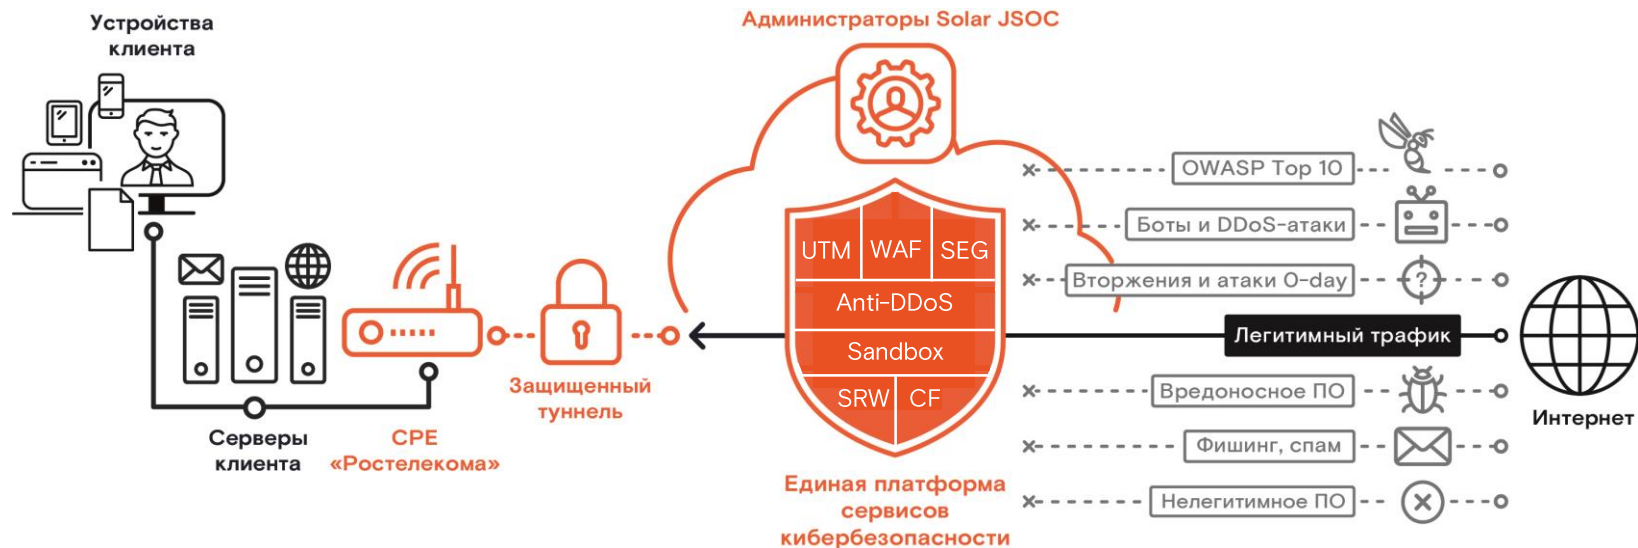 Устройства
клиента
Администраторы Solar JSOC
OWASP Top 10
Боты и DDoS-атаки
Вторжения и атаки 0-day
?
UTM
WAF
SEG
Anti-DDoS
Sandbox
SRW
CF
Легитимный трафик
Вредоносное ПО
Фишинг, спам
Нелегитимное ПО
Интернет
Защищенный
туннель
Серверы
клиента
CPE
«Ростелекома»
Единая платформа
сервисов
кибербезопасности